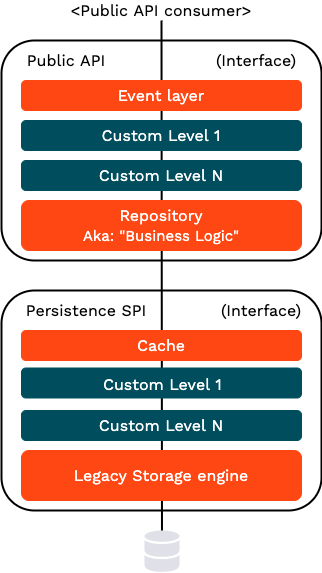 <Public API consumer>
Public API (Interface)
Event layer
Custom Level 1
Custom Level N
Repository
Aka: "Business Logic"
Persistence SPI (Interface)
Cache
Custom Level 1
Custom Level N
Legacy Storage engine